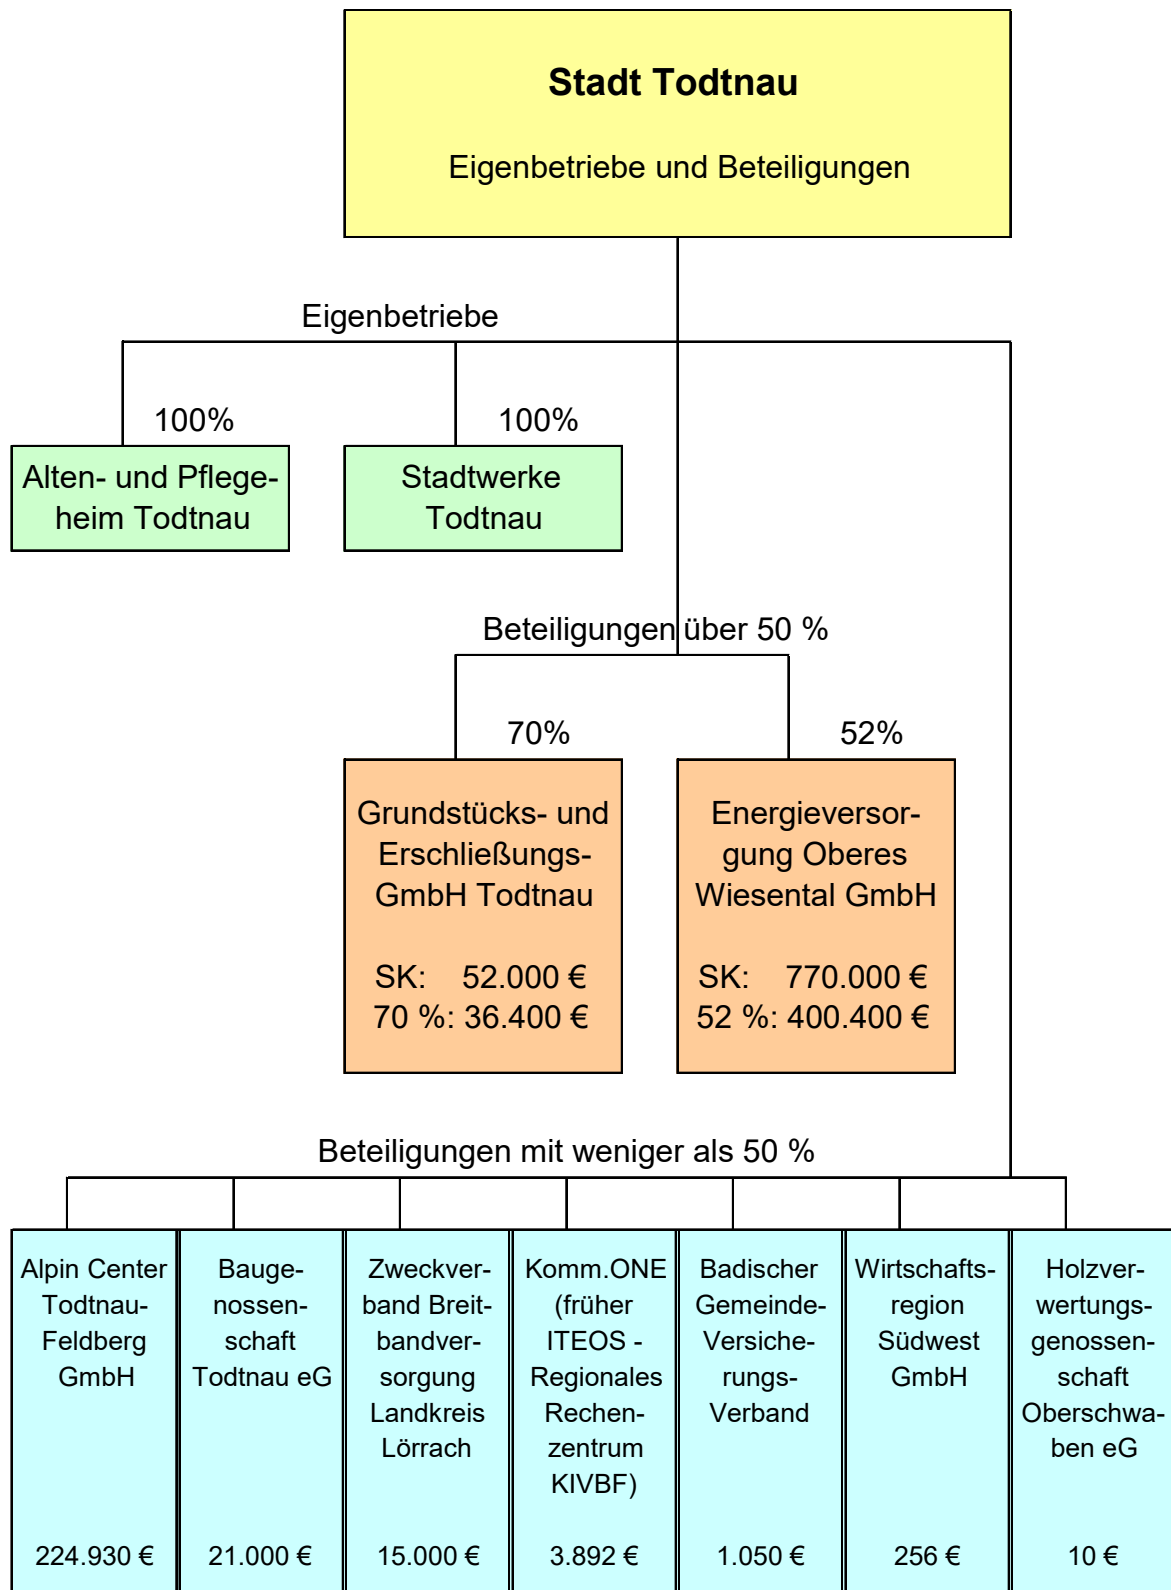 Stadt Todtnau
Eigenbetriebe und Beteiligungen
Eigenbetriebe
100%
Alten- und Pflege-
heim Todtnau
100%
Stadtwerke
Todtnau
Beteiligungen über 50 %
70%
Grundstücks- und
Erschließungs-
GmbH Todtnau
SK: 52.000 €
70 %: 36.400 €
52%
Energieversor-
gung Oberes
Wiesental GmbH
SK: 770.000 €
52 %: 400.400 €
Beteiligungen mit weniger als 50 %
Alpin Center
Todtnau-
Feldberg
GmbH
224.930 €
Bauge-
nossen-
schaft
Todtnau eG
21.000 €
Zweckver-
band Breit-
bandver-
sorgung
Landkreis
Lörrach
15.000 €
Komm.ONE
(früher
ITEOS -
Regionales
Rechen-
zentrum
KIVBF)
3.892 €
Badischer
Gemeinde-
Versiche-
rungs-
Verband
1.050 €
Wirtschafts-
region
Südwest
GmbH
256 €
Holzver-
wertungs-
genossen-
schaft
Oberschwa-
ben eG
10 €